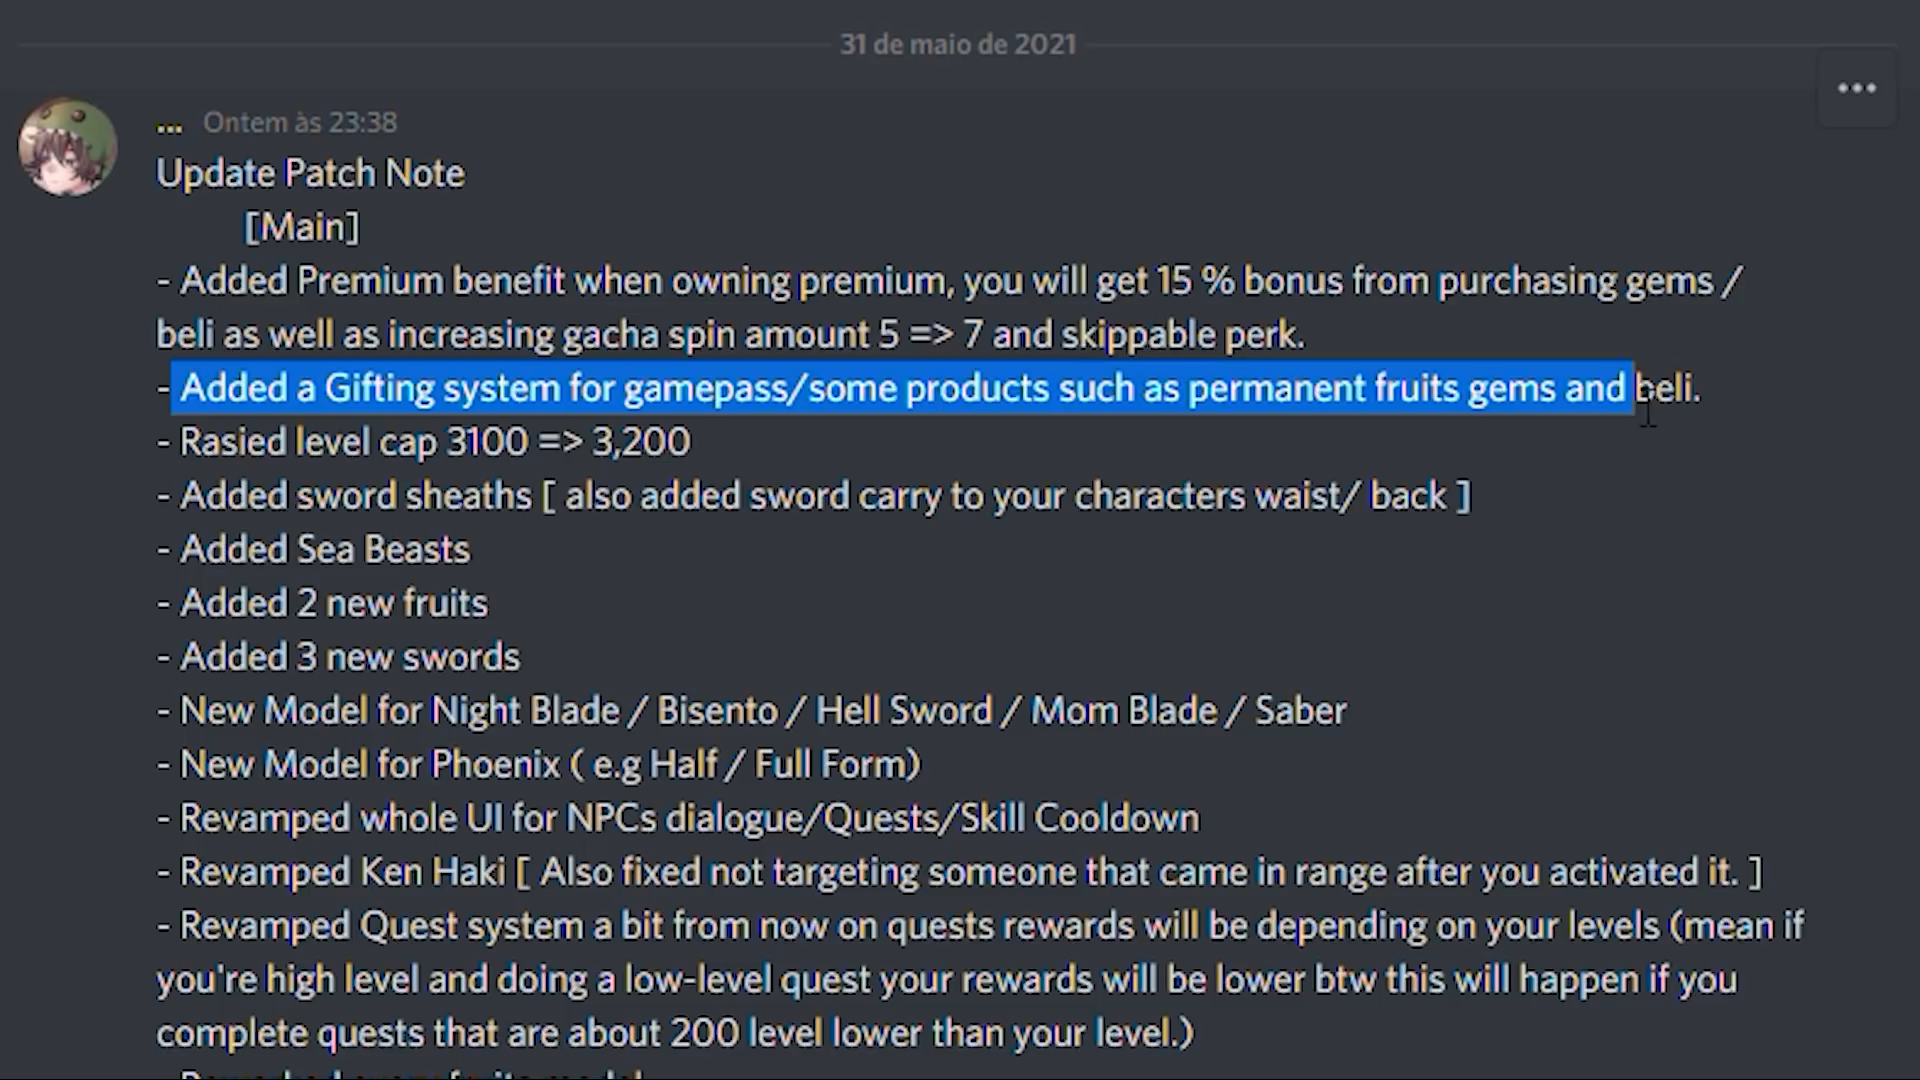 31 de maio de 2021
... Ontem às 23:38
Update Patch Note
[Main]
- Added Premium benefit when owning premium, you will get 15 % bonus from purchasing gems /
beli as well as increasing gacha spin amount 5 => 7 and skippable perk.
- Added a Gifting system for gamepass/some products such as permanent fruits gems and beli.
- Rasied level cap 3100 => 3,200
- Added sword sheaths [ also added sword carry to your characters waist/ back ]
- Added Sea Beasts
- Added 2 new fruits
- Added 3 new swords
- New Model for Night Blade / Bisento / Hell Sword / Mom Blade / Saber
- New Model for Phoenix ( e.g Half / Full Form)
- Revamped whole UI for NPCs dialogue/Quests/Skill Cooldown
- Revamped Ken Haki [ Also fixed not targeting someone that came in range after you activated it. ]
- Revamped Quest system a bit from now on quests rewards will be depending on your levels (mean if
you're high level and doing a low-level quest your rewards will be lower btw this will happen if you
complete quests that are about 200 level lower than your level.)